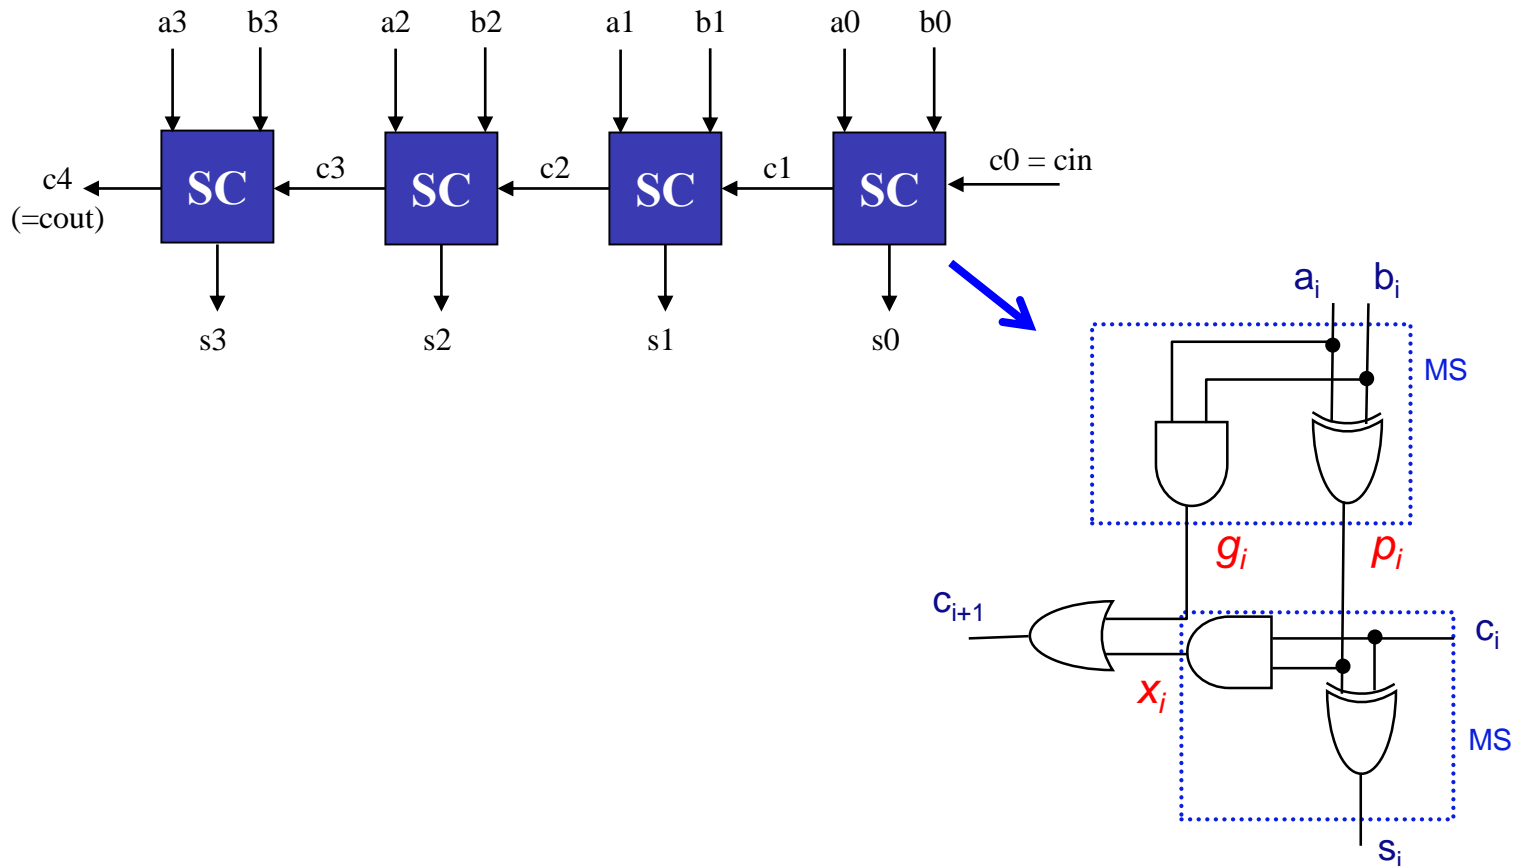 a3 b3 a2 b2 a1 b1 a0 b0
c4 SC c3 SC c2 SC c1 SC c0 = cin
(=cout)
s3 s2 s1 s0
aᵢ bᵢ
MS
gᵢ pᵢ
cᵢ₊₁ cᵢ
xᵢ
MS
sᵢ